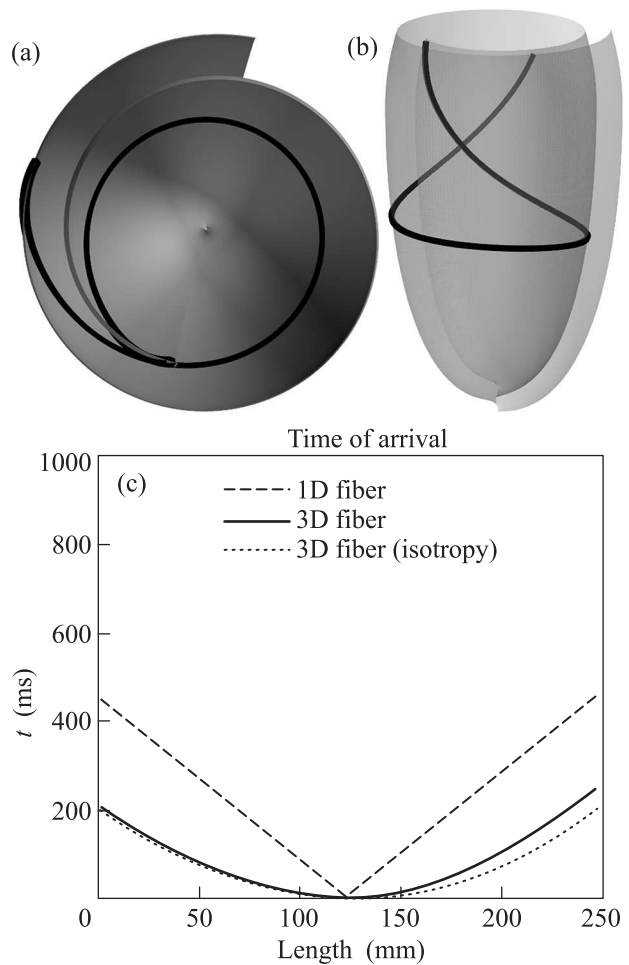 (a)
(b)
Time of arrival
(c)
1D fiber
3D fiber
3D fiber (isotropy)
1000
800
600
400
200
t (ms)
0 50 100 150 200 250
Length (mm)